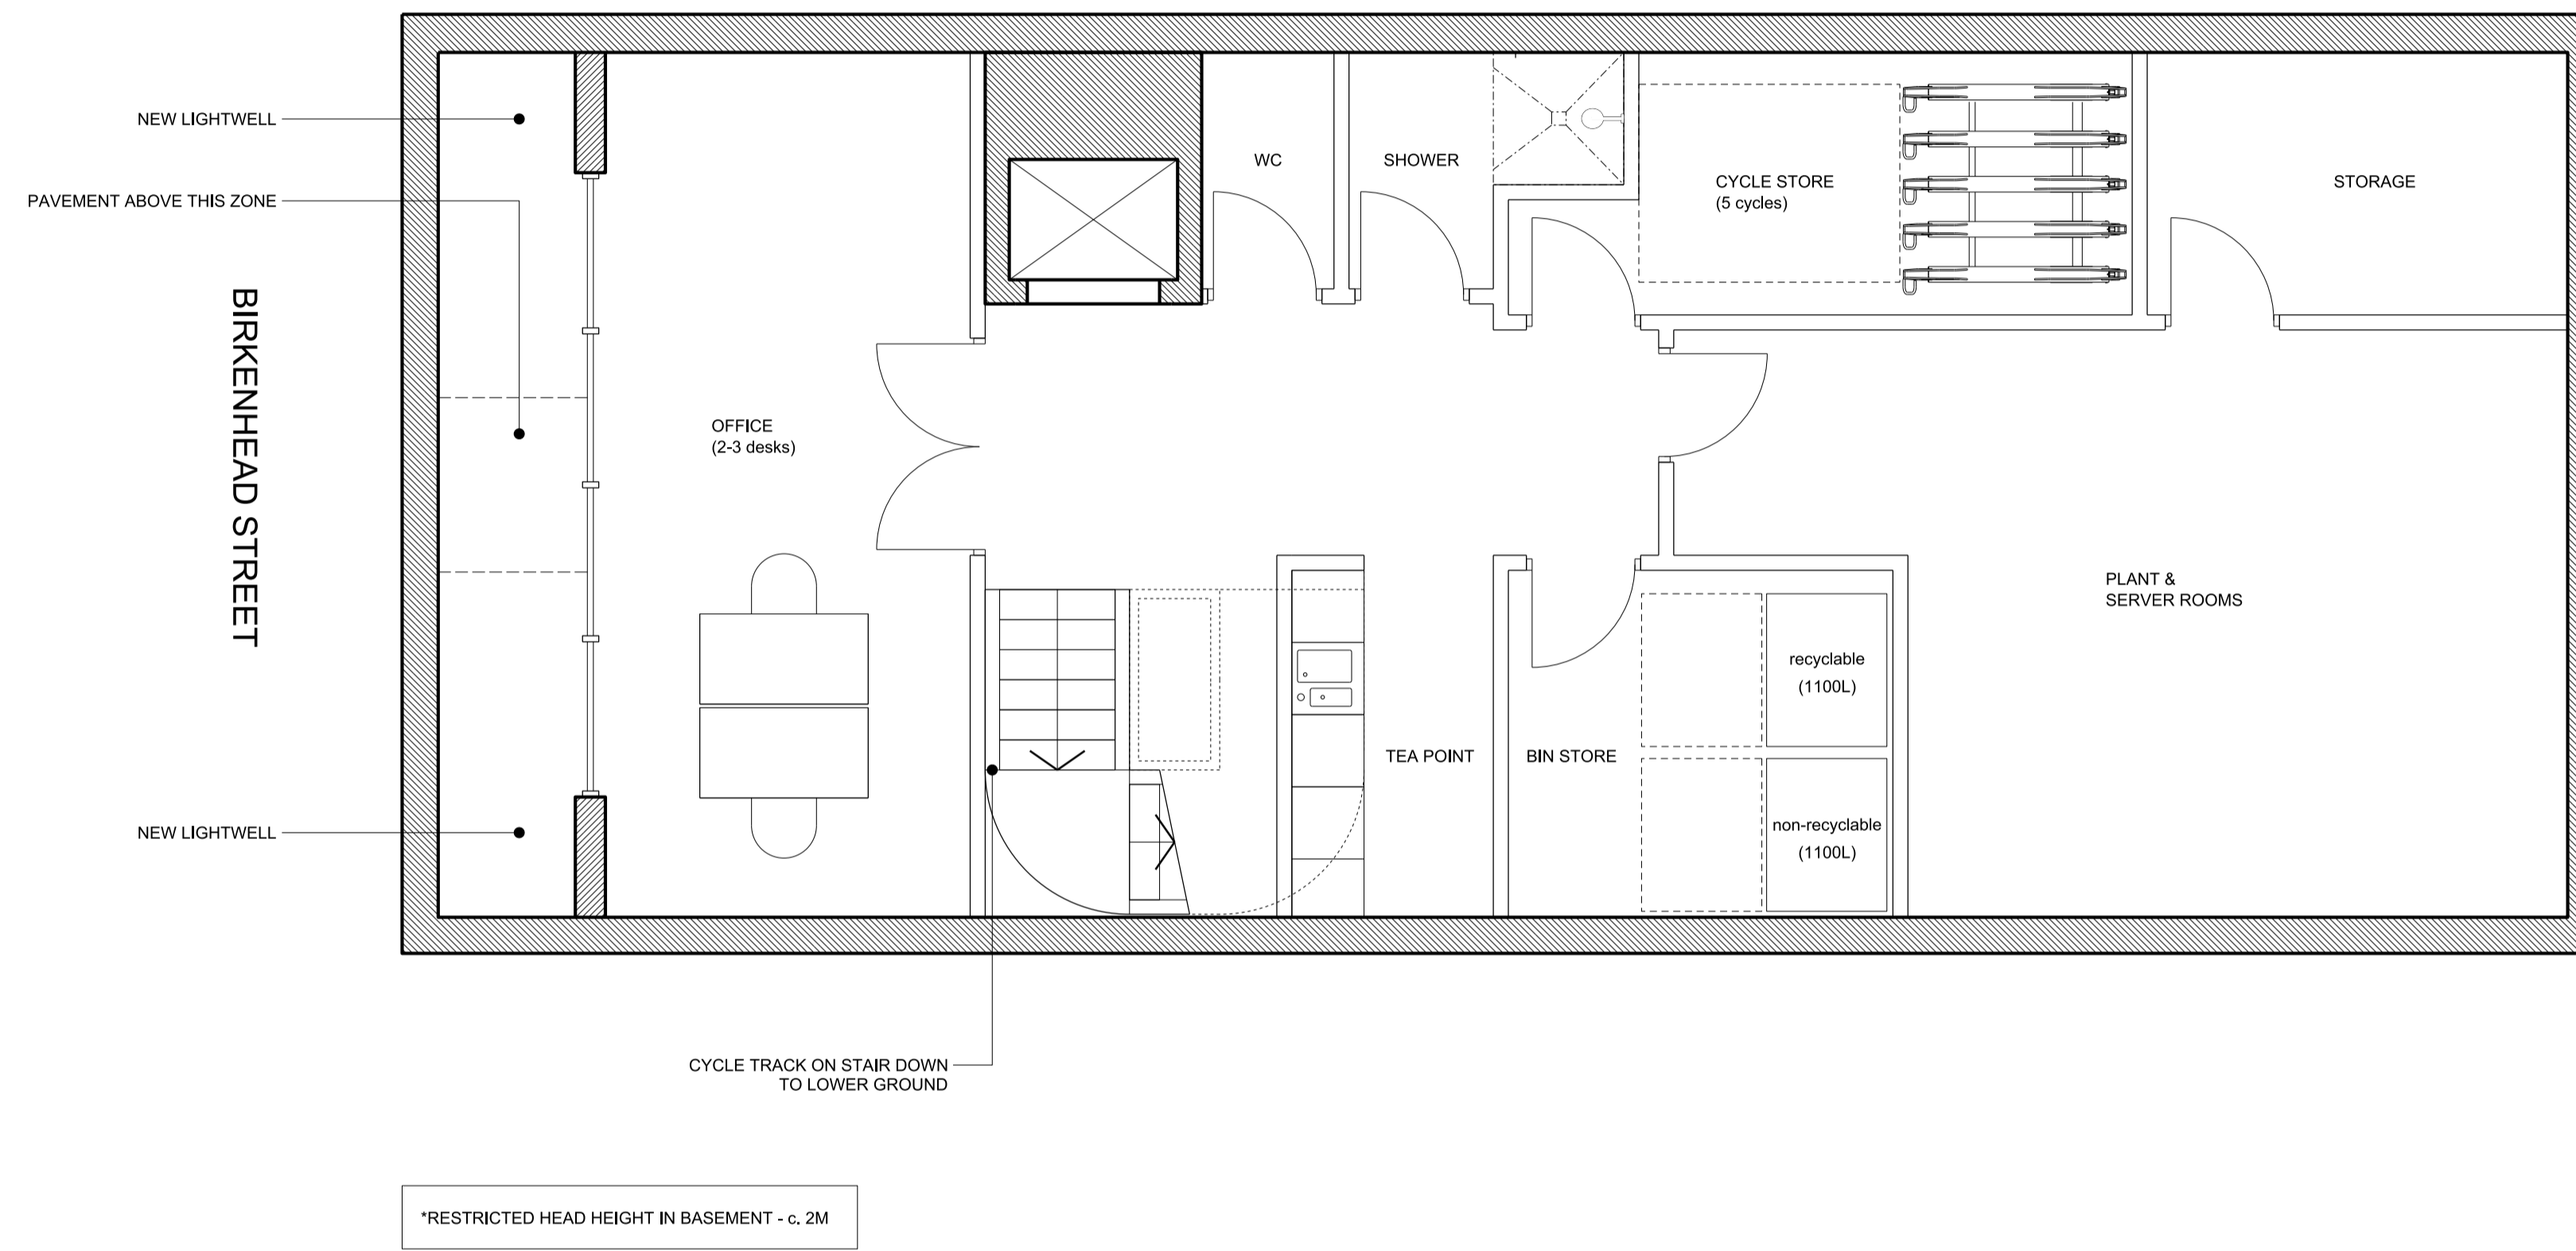 NEW LIGHTWELL
PAVEMENT ABOVE THIS ZONE
BIRKENHEAD STREET
NEW LIGHTWELL
OFFICE
(2-3 desks)
WC
SHOWER
CYCLE STORE
(5 cycles)
STORAGE
PLANT &
SERVER ROOMS
recyclable
(1100L)
TEA POINT
BIN STORE
non-recyclable
(1100L)
CYCLE TRACK ON STAIR DOWN
TO LOWER GROUND
*RESTRICTED HEAD HEIGHT IN BASEMENT - c. 2M